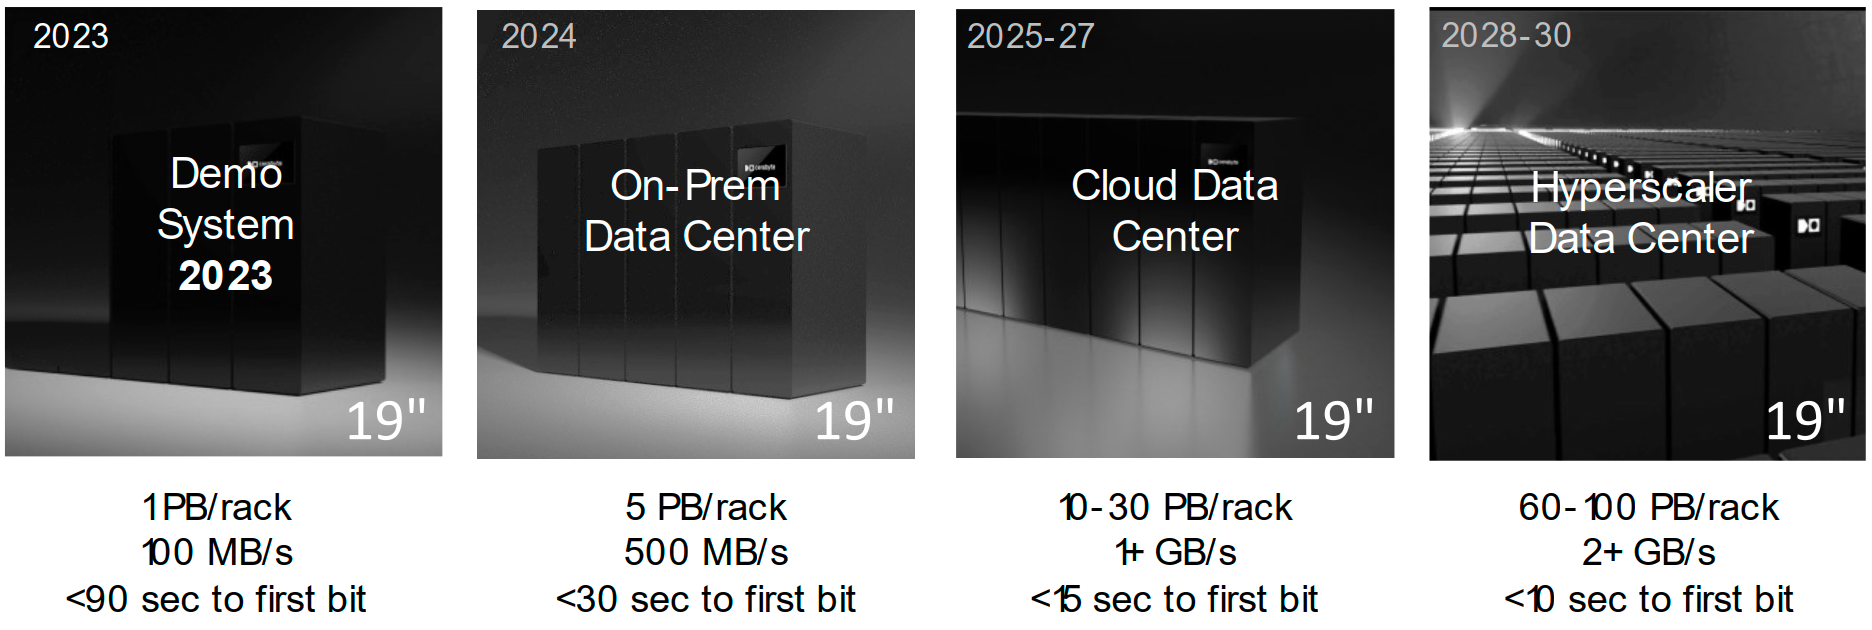 2023
Demo
System
2023
19"
1PB/rack
100 MB/s
<90 sec to first bit
2024
cerabyte
On-Prem
Data Center
19"
5 PB/rack
500 MB/s
<30 sec to first bit
2025-27
cerabyte
Cloud Data
Center
19"
10-30 PB/rack
1+ GB/s
<15 sec to first bit
2028-30
Hyperscaler
Data Center
19"
60-100 PB/rack
2+ GB/s
<10 sec to first bit